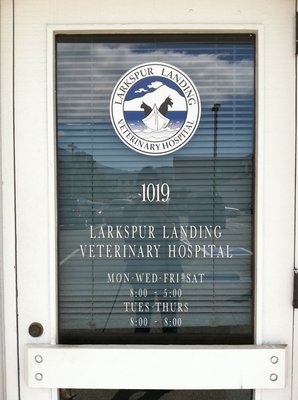 LARKSPUR LANDING
VETERINARY HOSPITAL
1019
LARKSPUR LANDING
VETERINARY HOSPITAL
MON-WED-FRI-SAT
8:00 - 5:00
TUES-THURS
8:00 - 8:00